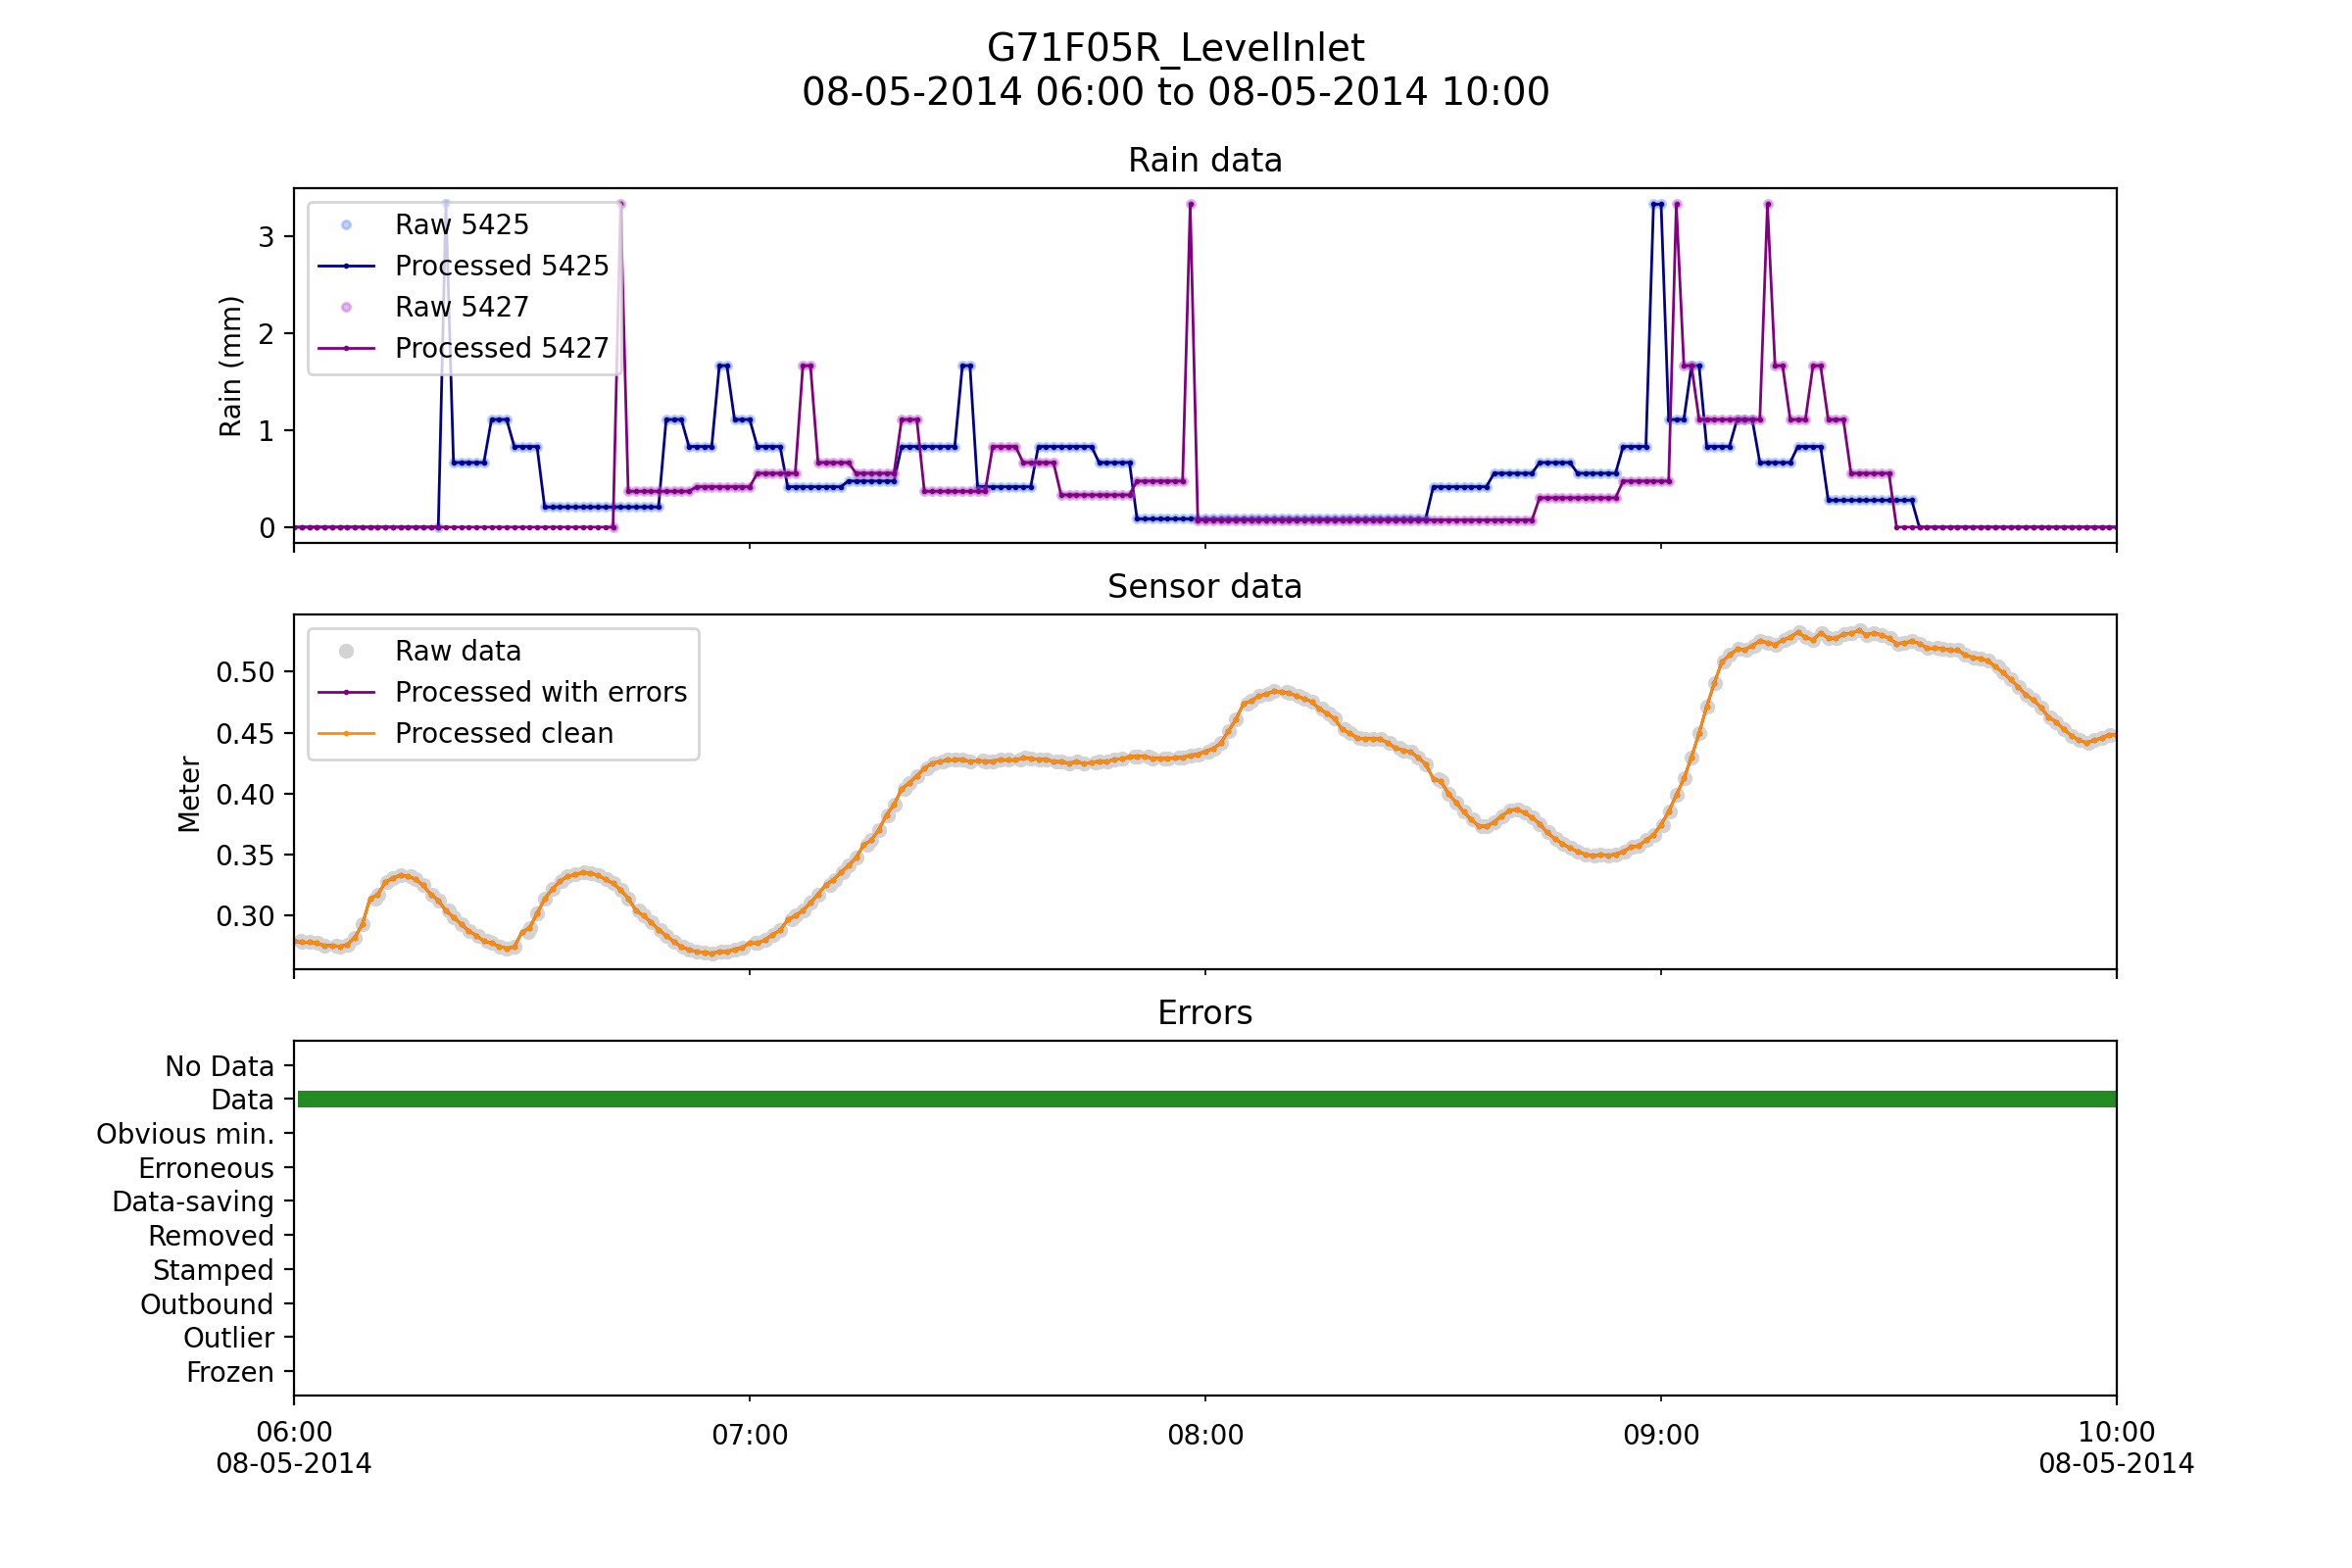 G71F05R_LevelInlet
08-05-2014 06:00 to 08-05-2014 10:00
Rain data
Raw 5425
Processed 5425
Raw 5427
Processed 5427
Rain (mm)
3
2
1
0
Sensor data
Raw data
Processed with errors
Processed clean
Meter
0.50
0.45
0.40
0.35
0.30
Errors
No Data
Data
Obvious min.
Erroneous
Data-saving
Removed
Stamped
Outbound
Outlier
Frozen
06:00
08-05-2014
07:00
08:00
09:00
10:00
08-05-2014